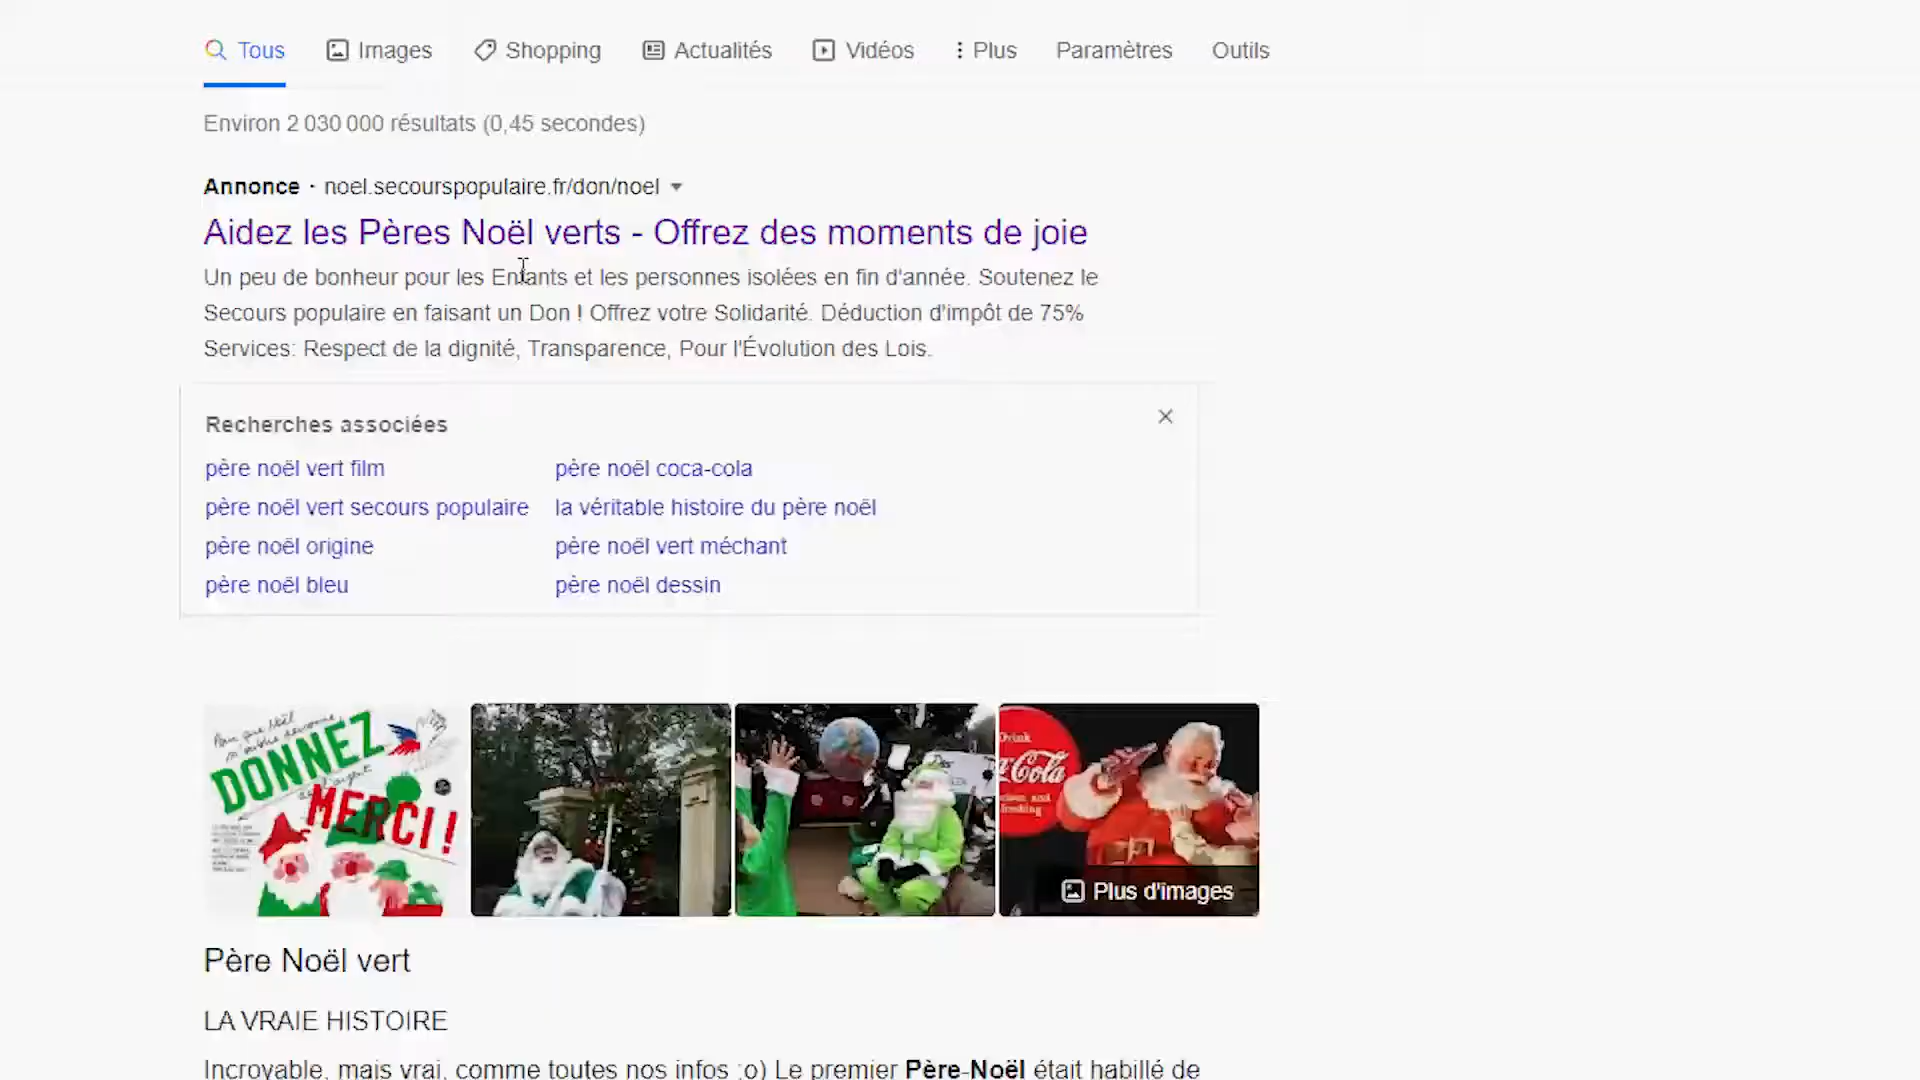 Tous Images Shopping Actualités Vidéos Plus Paramètres Outils
Environ 2 030 000 résultats (0,45 secondes)
Annonce · noel.secourspopulaire.fr/don/noel
Aidez les Pères Noël verts - Offrez des moments de joie
Un peu de bonheur pour les Enfants et les personnes isolées en fin d'année. Soutenez le
Secours populaire en faisant un Don ! Offrez votre Solidarité. Déduction d'impôt de 75%
Services: Respect de la dignité, Transparence, Pour l'Évolution des Lois.
Recherches associées
père noël vert film
père noël vert secours populaire
père noël origine
père noël bleu
père noël coca-cola
la véritable histoire du père noël
père noël vert méchant
père noël dessin
DONNEZ
MERCI !
Drink
Cola
Plus d'images
Père Noël vert
LA VRAIE HISTOIRE
Incroyable, mais vrai, comme toutes nos infos ;o) Le premier Père-Noël était habillé de